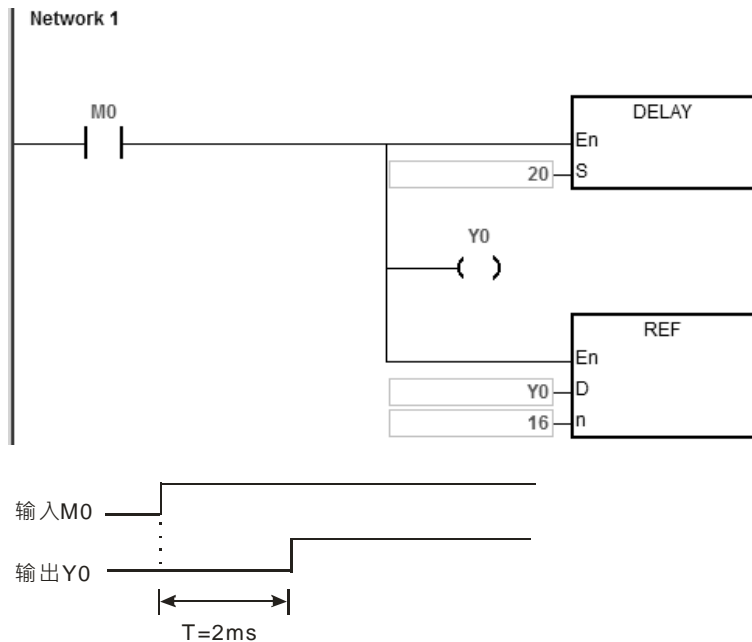 Network 1
M0
DELAY
En
20 S
Y0
REF
En
Y0 D
16 n
输入M0
输出Y0
T=2ms